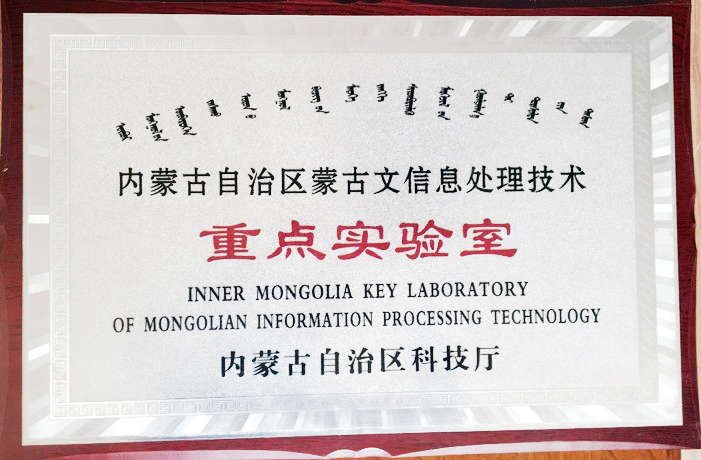 内蒙古自治区蒙古文信息处理技术
重点实验室
INNER MONGOLIA KEY LABORATORY
OF MONGOLIAN INFORMATION PROCESSING TECHNOLOGY
内蒙古自治区科技厅